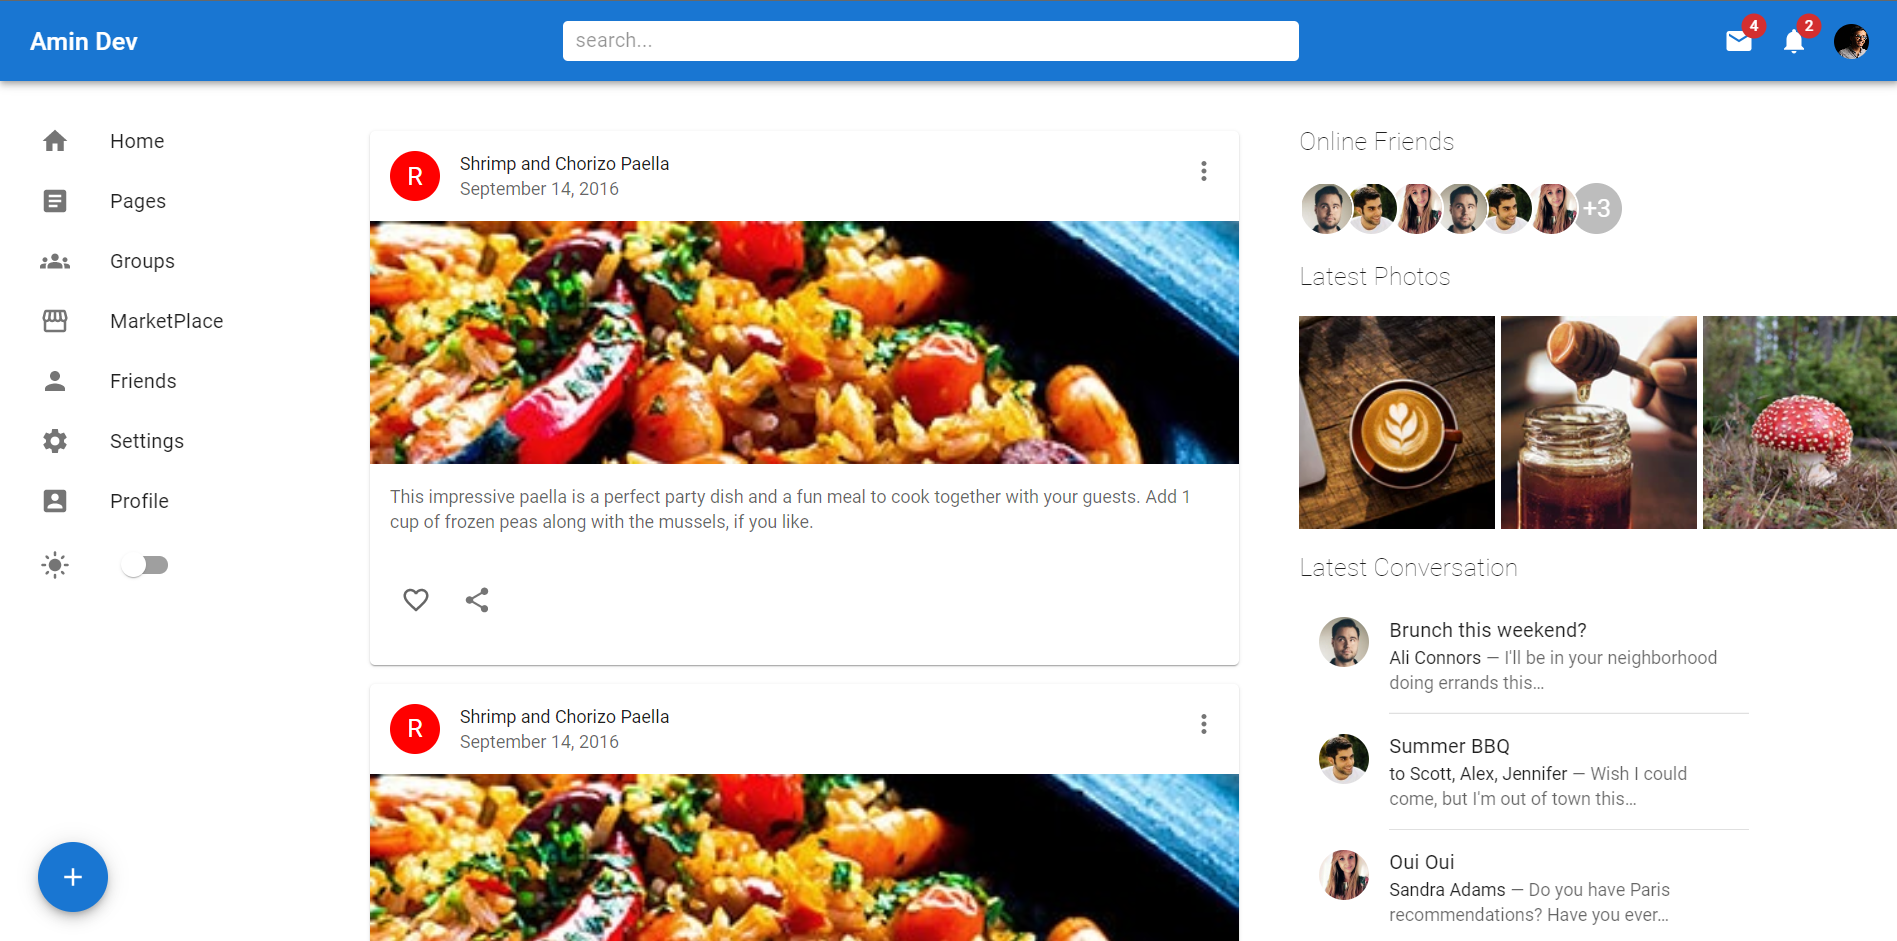 Amin Dev
search...
4
2
Home
Pages
Groups
MarketPlace
Friends
Settings
Profile
R
Shrimp and Chorizo Paella
September 14, 2016
This impressive paella is a perfect party dish and a fun meal to cook together with your guests. Add 1
cup of frozen peas along with the mussels, if you like.
R
Shrimp and Chorizo Paella
September 14, 2016
Online Friends
+3
Latest Photos
Latest Conversation
Brunch this weekend?
Ali Connors — I'll be in your neighborhood
doing errands this…
Summer BBQ
to Scott, Alex, Jennifer — Wish I could
come, but I'm out of town this…
Oui Oui
Sandra Adams — Do you have Paris
recommendations? Have you ever…